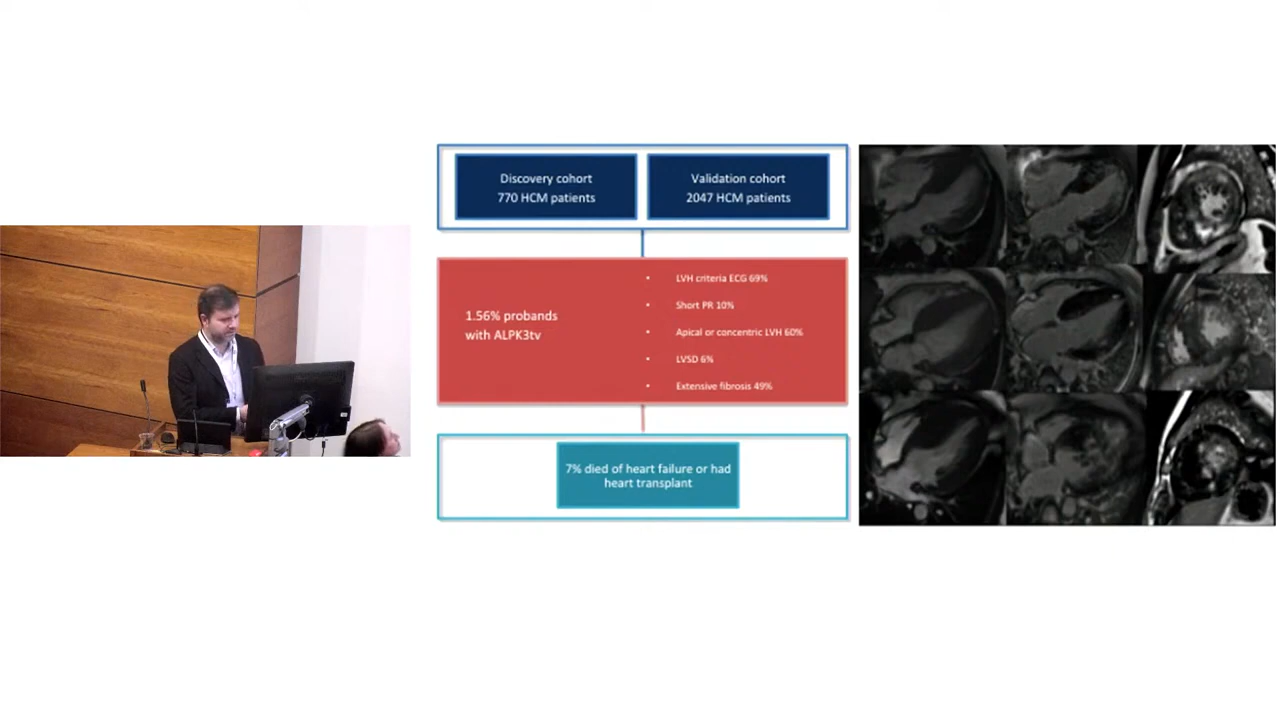 Discovery cohort
770 HCM patients
Validation cohort
2047 HCM patients
1.56% probands
with ALPK3tv
• LVH criteria ECG 69%
• Short PR 10%
• Apical or concentric LVH 60%
• LVSD 6%
• Extensive fibrosis 49%
7% died of heart failure or had
heart transplant